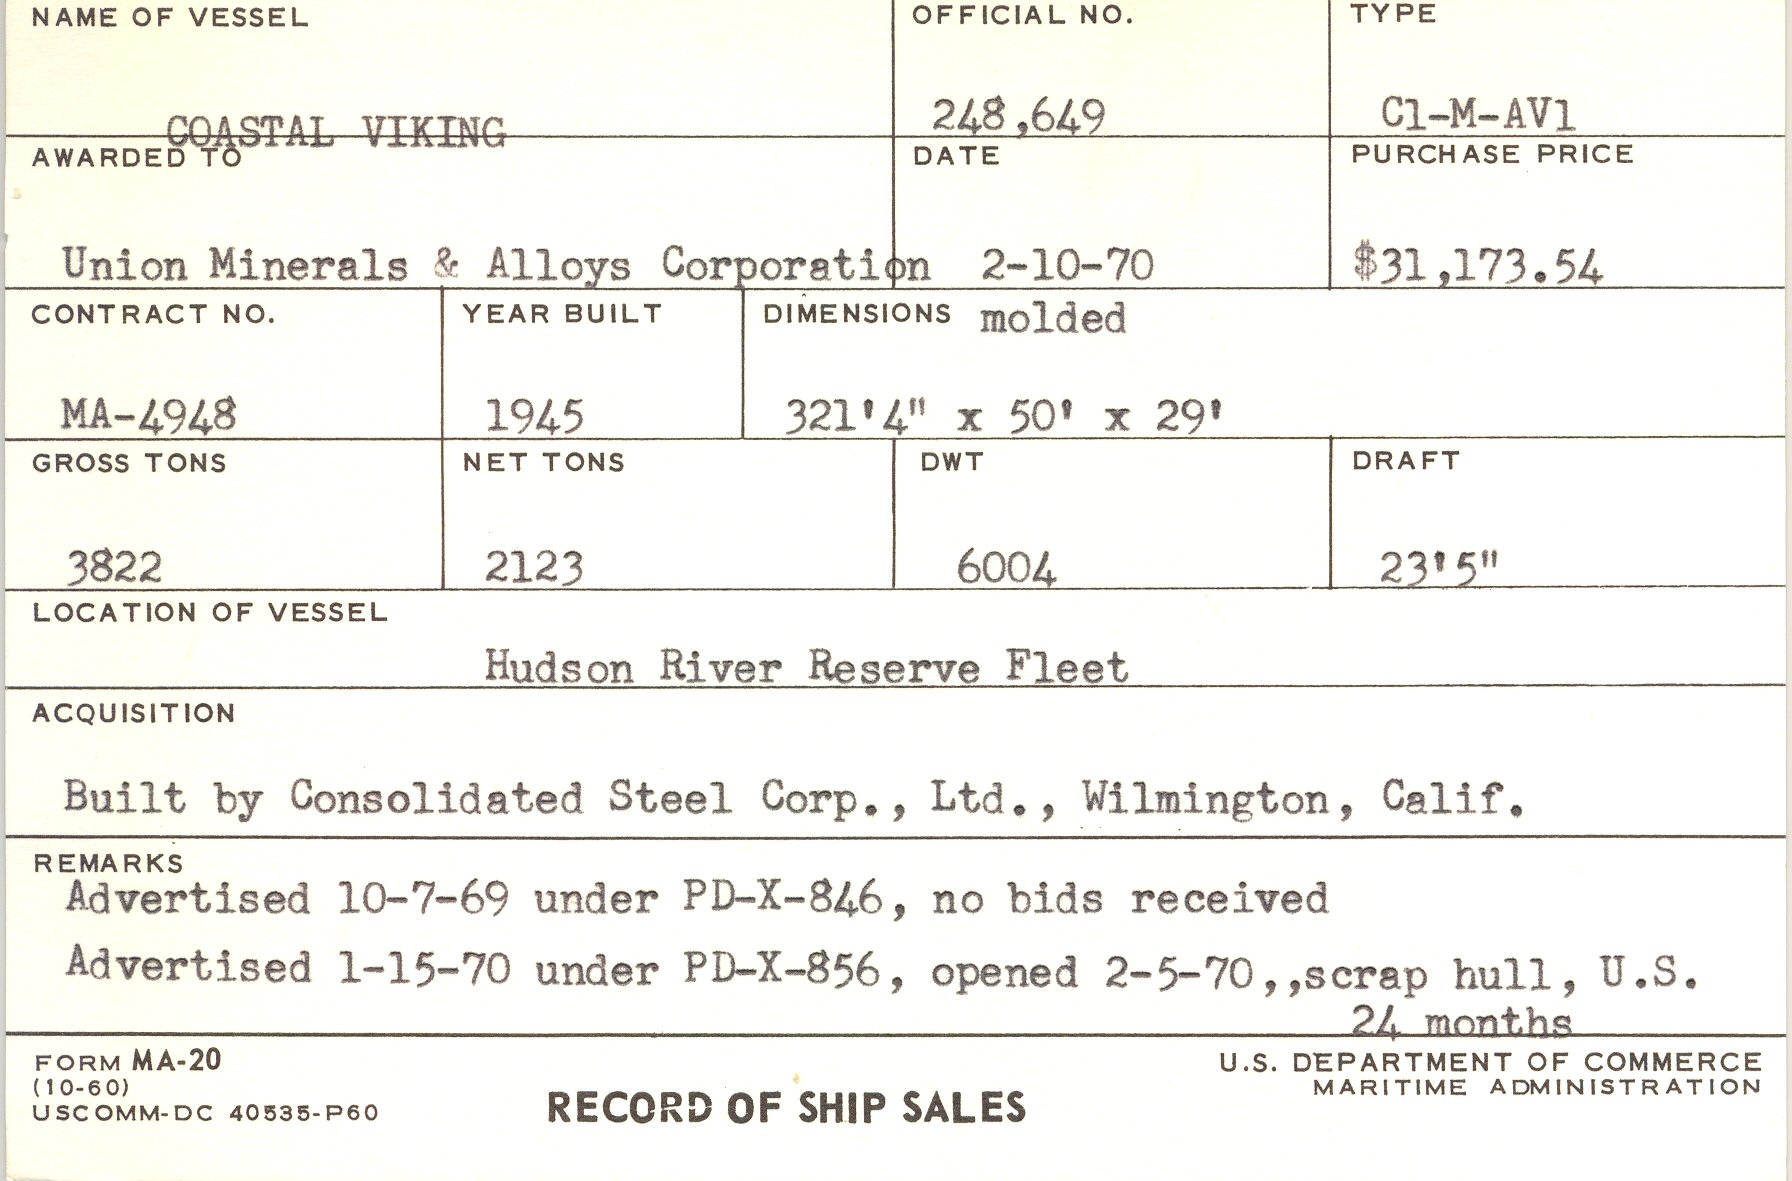 NAME OF VESSEL OFFICIAL NO. TYPE
COASTAL VIKING 248,649 C1-M-AV1
AWARDED TO DATE PURCHASE PRICE
Union Minerals & Alloys Corporation 2-10-70 $31,173.54
CONTRACT NO. YEAR BUILT DIMENSIONS molded
MA-4948 1945 321'4" x 50' x 29'
GROSS TONS NET TONS DWT DRAFT
3822 2123 6004 23'5"
LOCATION OF VESSEL
Hudson River Reserve Fleet
ACQUISITION
Built by Consolidated Steel Corp., Ltd., Wilmington, Calif.
REMARKS
Advertised 10-7-69 under PD-X-846, no bids received
Advertised 1-15-70 under PD-X-856, opened 2-5-70,,scrap hull, U.S.
24 months
FORM MA-20 U.S. DEPARTMENT OF COMMERCE
(10-60) MARITIME ADMINISTRATION
USCOMM-DC 40535-P60 RECORD OF SHIP SALES